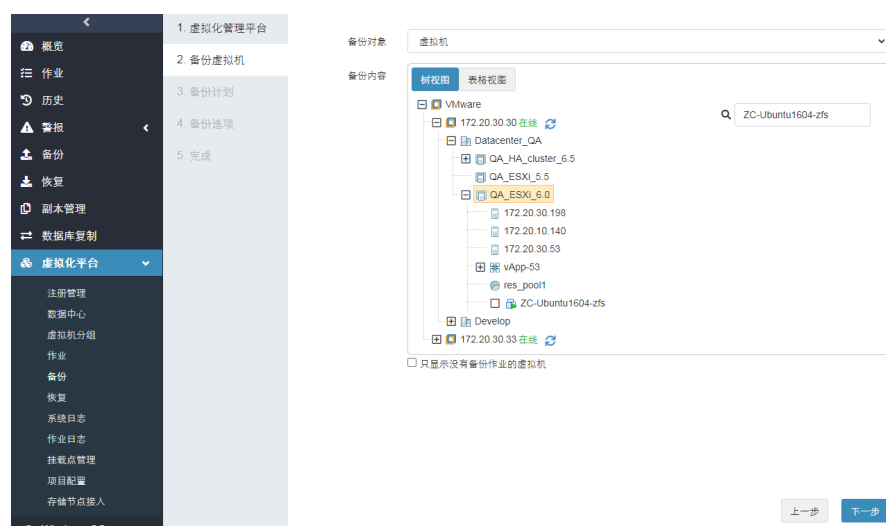 概览
作业
历史
警报
备份
恢复
副本管理
数据库复制
虚拟化平台
注册管理
数据中心
虚拟机分组
作业
备份
恢复
系统日志
作业日志
挂载点管理
项目配置
存储节点接入
1. 虚拟化管理平台
2. 备份虚拟机
3. 备份计划
4. 备份选项
5. 完成
备份对象
虚拟机
备份内容
树视图 表格视图
VMware
172.20.30.30 在线
ZC-Ubuntu1604-zfs
Datacenter_QA
QA_HA_cluster_6.5
QA_ESXi_5.5
QA_ESXi_6.0
172.20.30.198
172.20.10.140
172.20.30.53
vApp-53
res_pool1
ZC-Ubuntu1604-zfs
Develop
172.20.30.33 在线
只显示没有备份作业的虚拟机
上一步 下一步